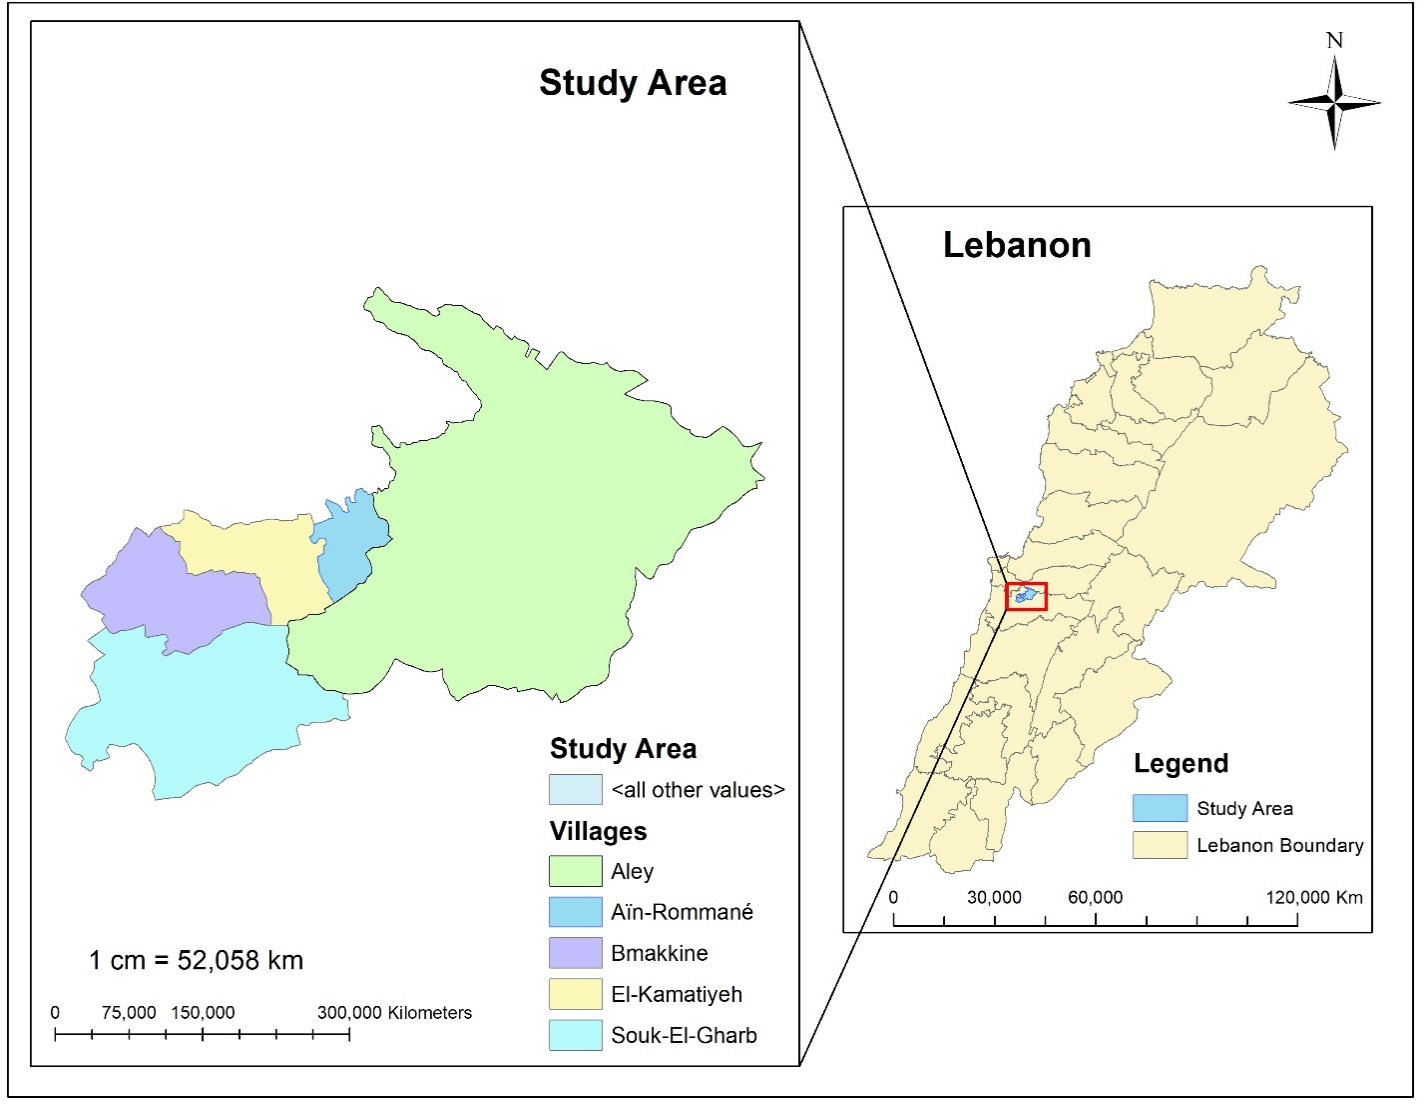 Study Area
N
Lebanon
Study Area
<all other values>
Villages
Aley
Aïn-Rommané
Bmakkine
El-Kamatiyeh
Souk-El-Gharb
1 cm = 52,058 km
0 75,000 150,000 300,000 Kilometers
Legend
Study Area
Lebanon Boundary
0 30,000 60,000 120,000 Km